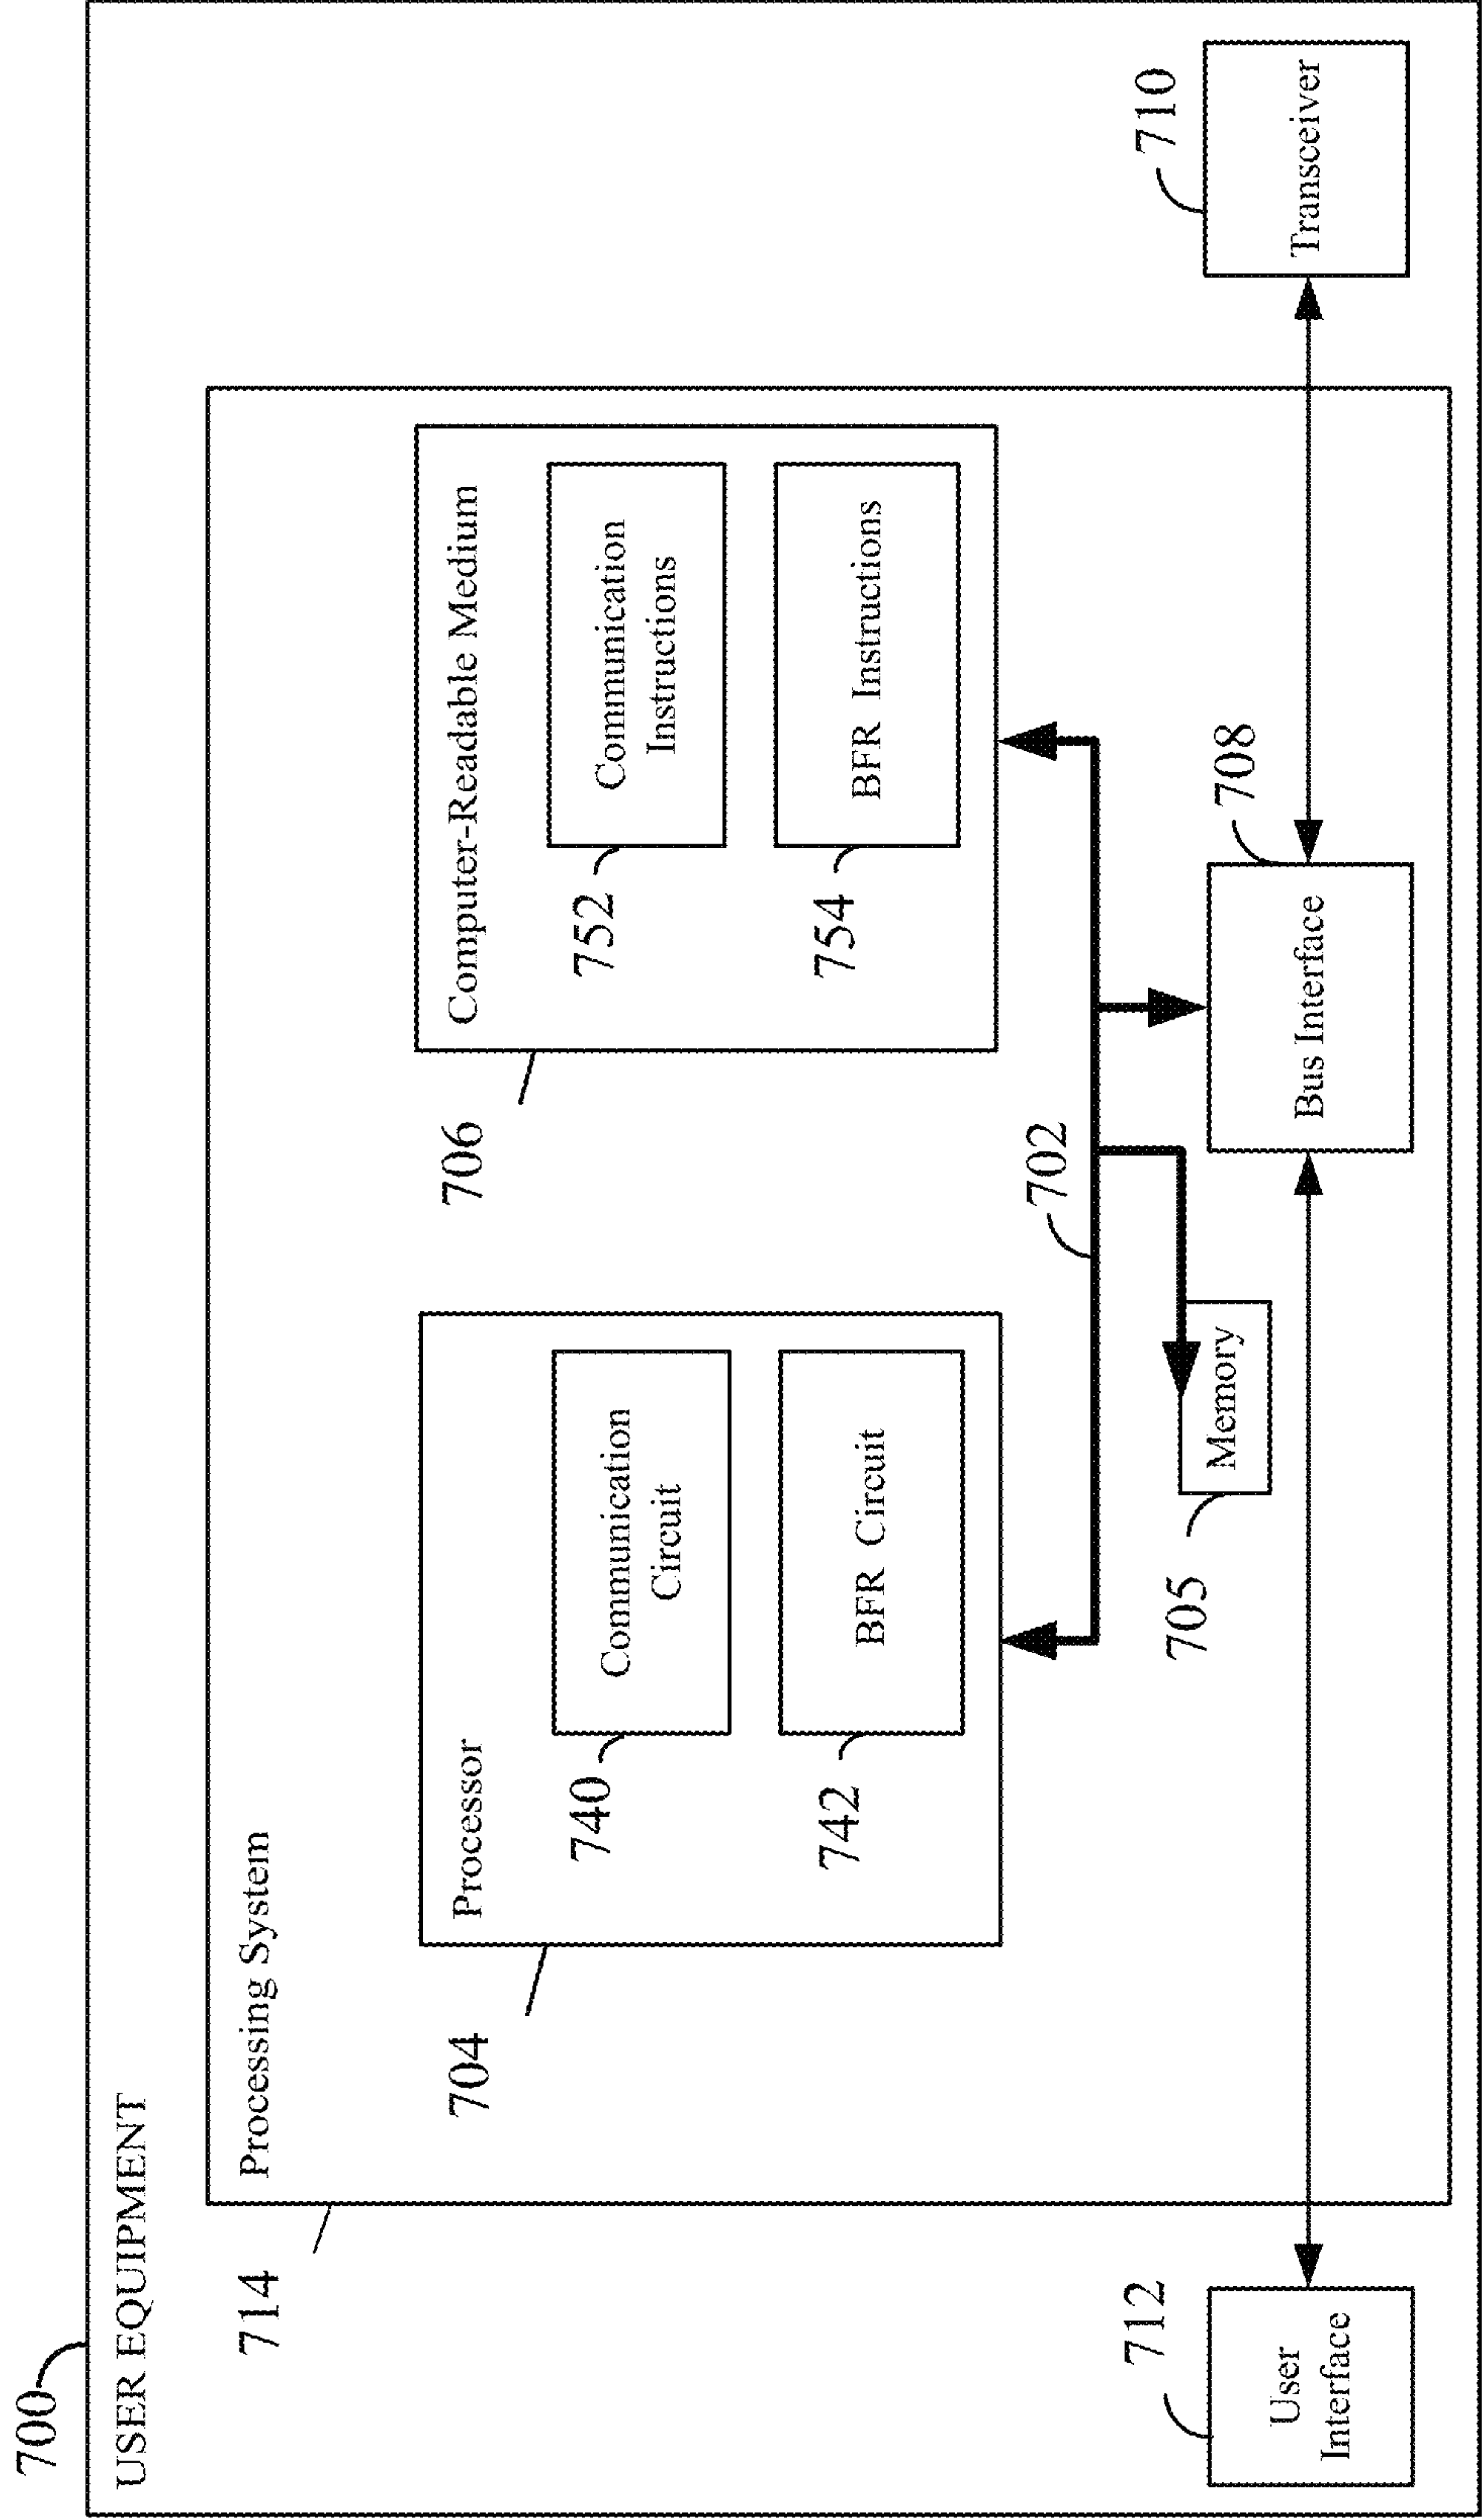 700
USER EQUIPMENT
714
Processing System
704
Processor
740
Communication
Circuit
742
BFR Circuit
706
Computer-Readable Medium
752
Communication
Instructions
754
BFR Instructions
702
705
Memory
712
User
Interface
708
Bus Interface
710
Transceiver